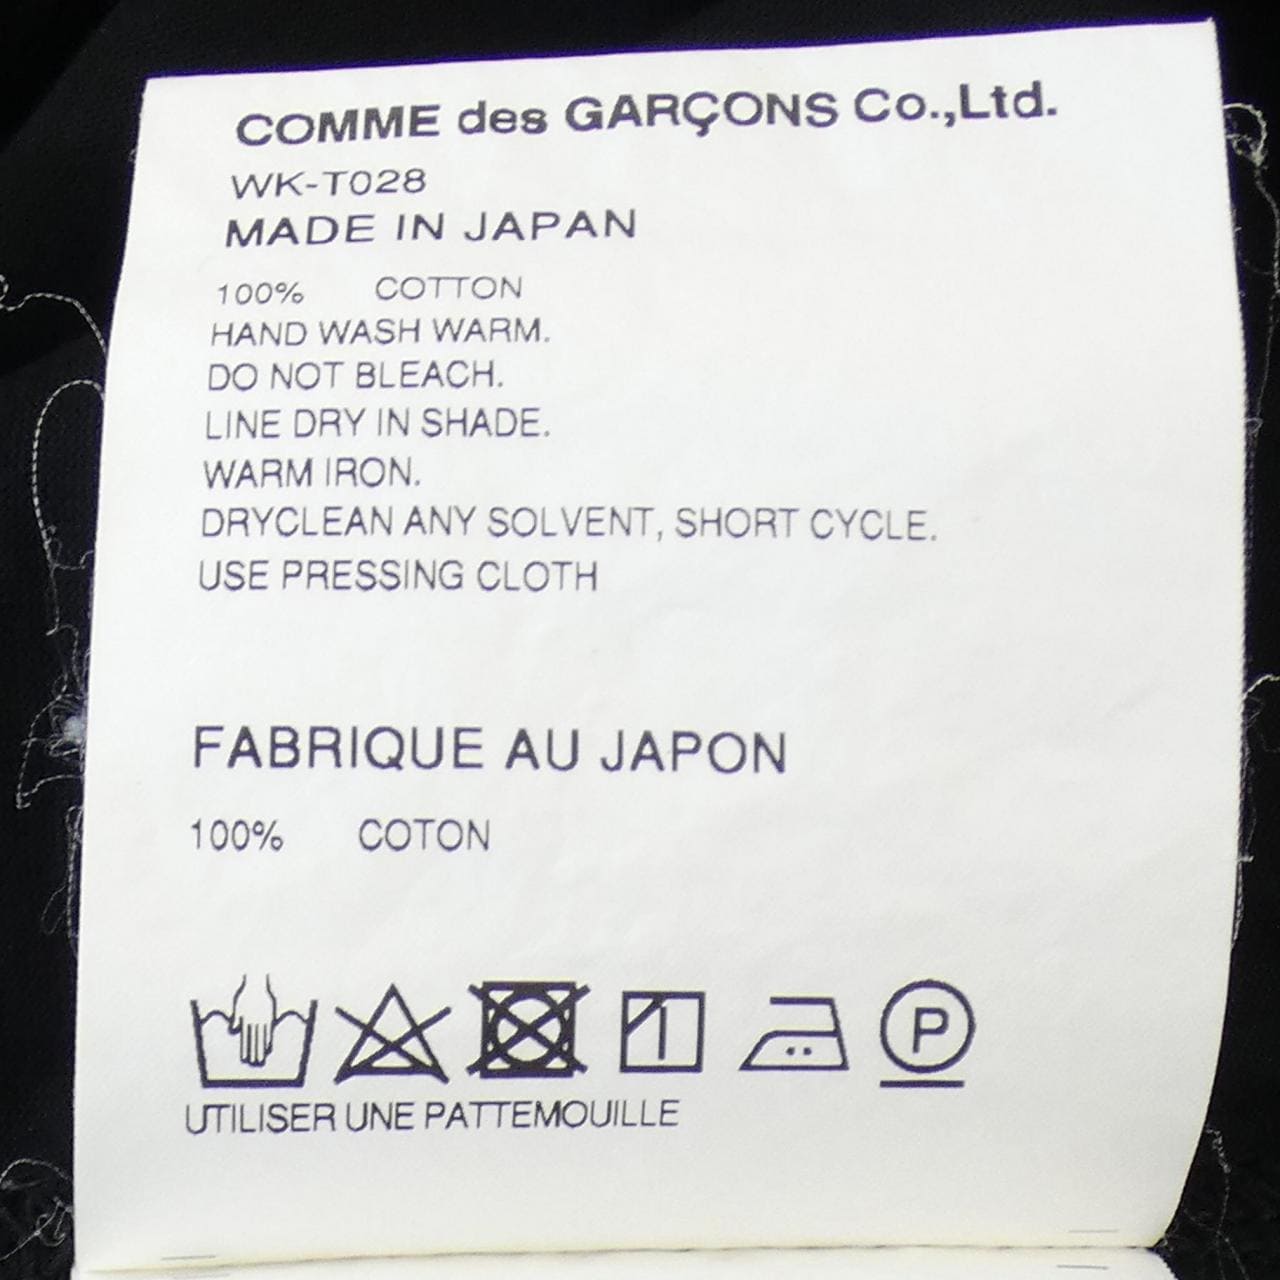 COMME des GARÇONS Co.,Ltd.
WK-T028
MADE IN JAPAN
100% COTTON
HAND WASH WARM.
DO NOT BLEACH.
LINE DRY IN SHADE.
WARM IRON.
DRYCLEAN ANY SOLVENT, SHORT CYCLE.
USE PRESSING CLOTH
FABRIQUE AU JAPON
100% COTON
P
UTILISER UNE PATTEMOUILLE